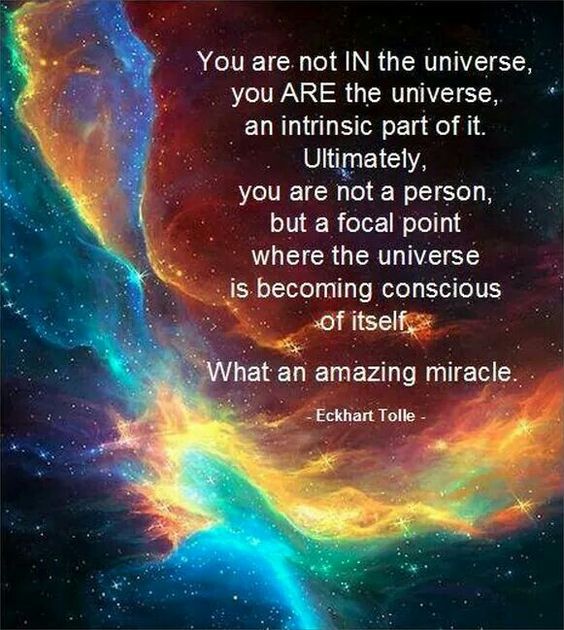 You are not IN the universe,
you ARE the universe,
an intrinsic part of it.
Ultimately,
you are not a person,
but a focal point
where the universe
is becoming conscious
of itself.
What an amazing miracle.
- Eckhart Tolle -